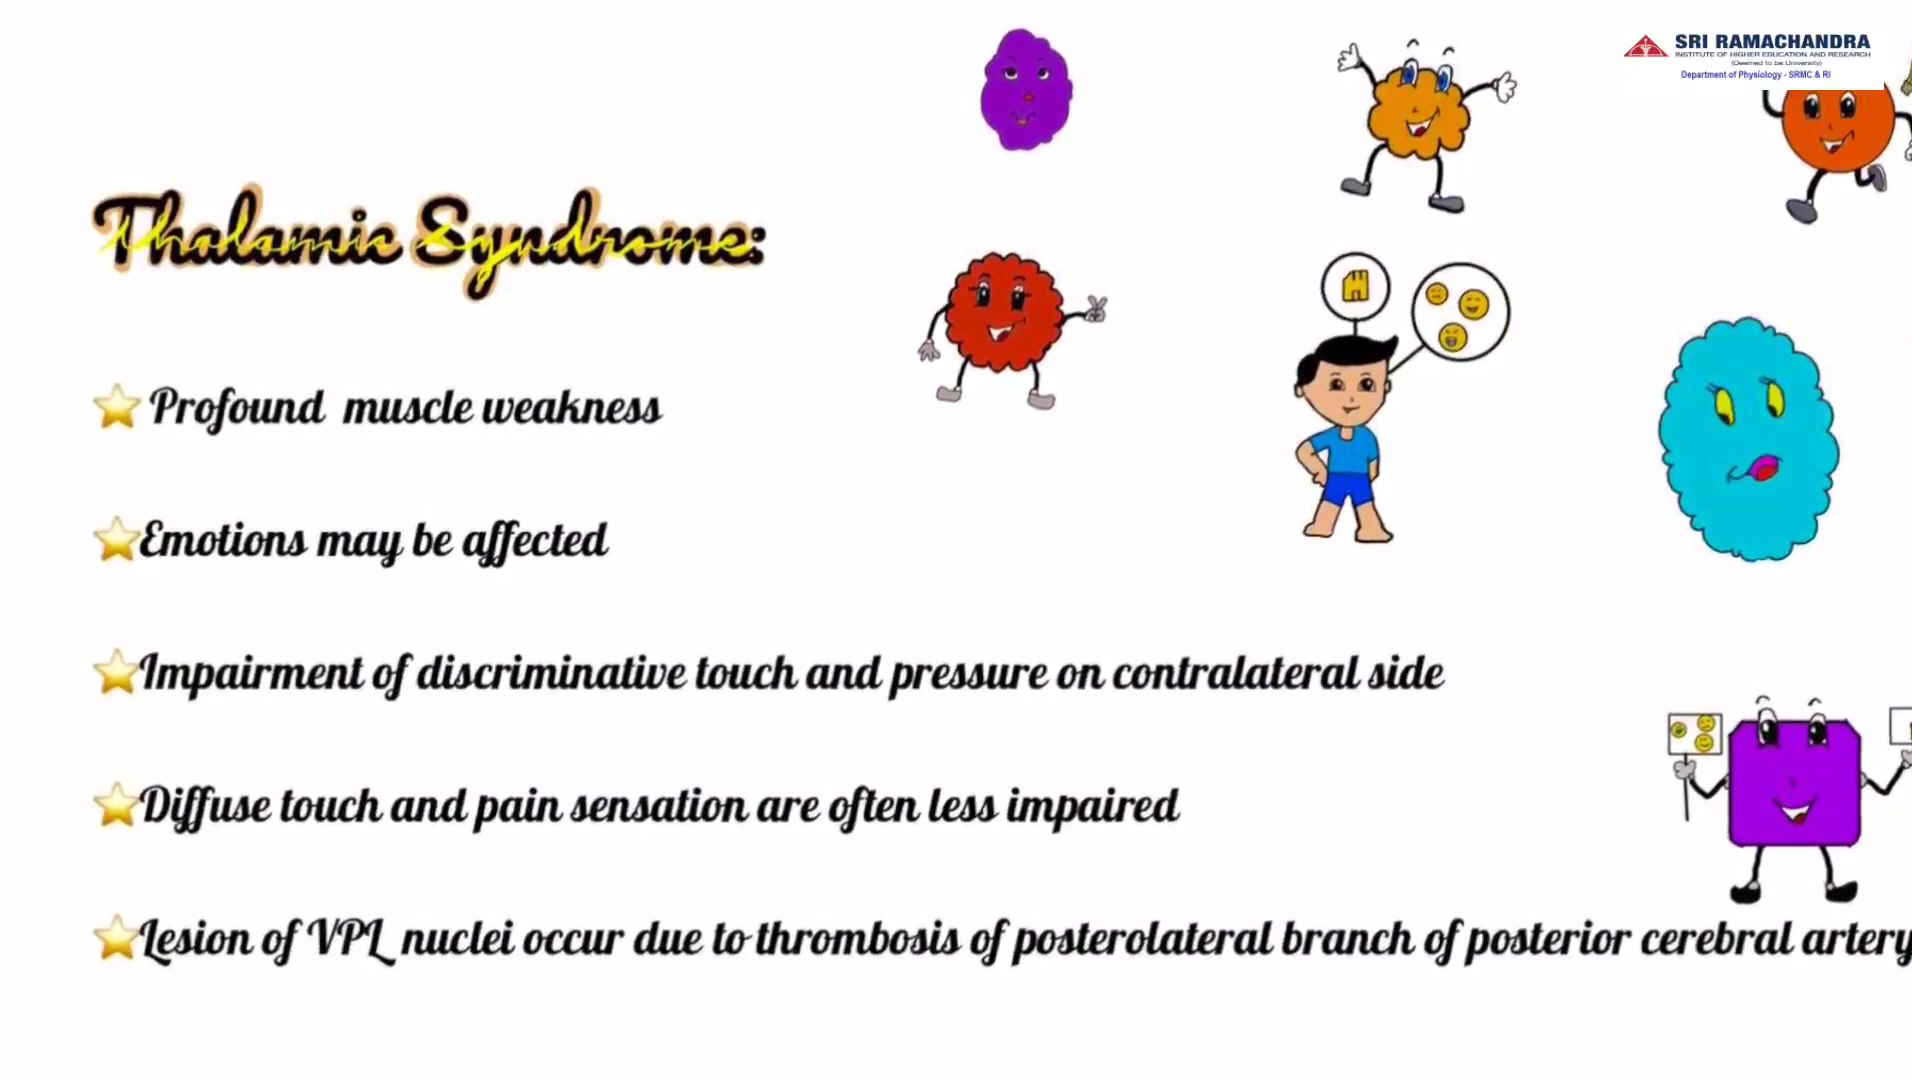 SRI RAMACHANDRA
INSTITUTE OF HIGHER EDUCATION AND RESEARCH
(Deemed to be University)
Department of Physiology - SRMC & RI
Thalamic Syndrome:
Profound muscle weakness
Emotions may be affected
Impairment of discriminative touch and pressure on contralateral side
Diffuse touch and pain sensation are often less impaired
Lesion of VPL nuclei occur due to thrombosis of posterolateral branch of posterior cerebral artery